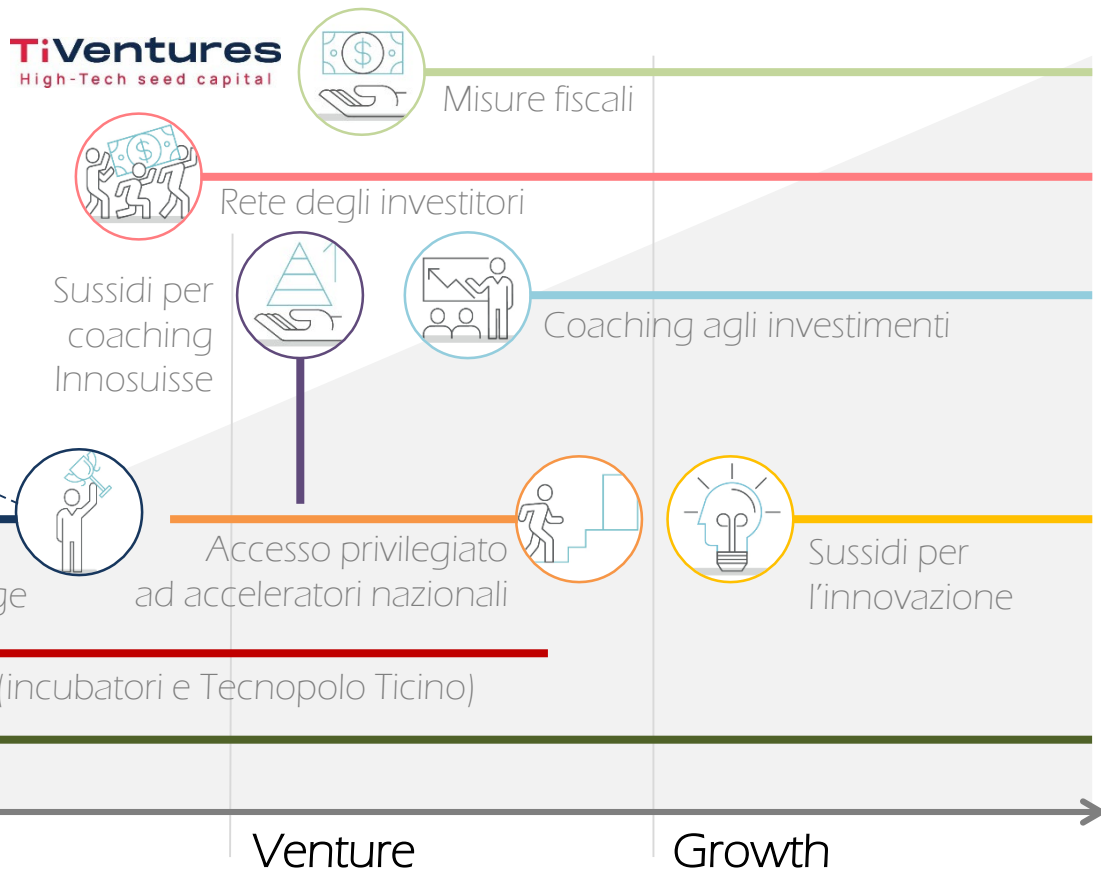 TiVentures
High-Tech seed capital
Misure fiscali
Rete degli investitori
Sussidi per
coaching
Innosuisse
Coaching agli investimenti
Accesso privilegiato
ad acceleratori nazionali
Sussidi per
l'innovazione
(incubatori e Tecnopolo Ticino)
Venture
Growth